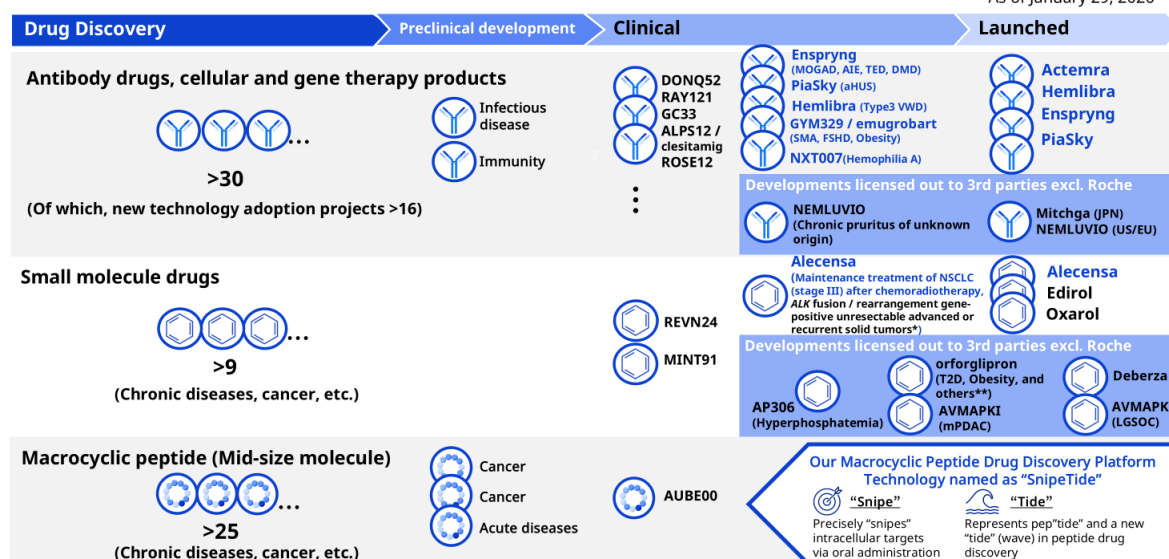 As of January 29, 2026
Drug Discovery
Preclinical development
Clinical
Launched
Antibody drugs, cellular and gene therapy products
...
>30
(Of which, new technology adoption projects >16)
Infectious
disease
Immunity
DONQ52
RAY121
GC33
ALPS12 /
clesitamig
ROSE12
Enspryng
(MOGAD, AIE, TED, DMD)
PiaSky (aHUS)
Hemlibra (Type3 VWD)
GYM329 / emugrobart
(SMA, FSHD, Obesity)
NXT007(Hemophilia A)
Actemra
Hemlibra
Enspryng
PiaSky
Developments licensed out to 3rd parties excl. Roche
NEMLUVIO
(Chronic pruritus of unknown
origin)
Mitchga (JPN)
NEMLUVIO (US/EU)
Small molecule drugs
...
>9
(Chronic diseases, cancer, etc.)
REVN24
MINT91
Alecensa
(Maintenance treatment of NSCLC
(stage III) after chemoradiotherapy,
ALK fusion / rearrangement gene-
positive unresectable advanced or
recurrent solid tumors*)
Alecensa
Edirol
Oxarol
Developments licensed out to 3rd parties excl. Roche
AP306
(Hyperphosphatemia)
orforglipron
(T2D, Obesity, and
others**)
AVMAPKI
(mPDAC)
Deberza
AVMAPK
(LGSOC)
Macrocyclic peptide (Mid-size molecule)
...
>25
(Chronic diseases, cancer, etc.)
Cancer
Cancer
Acute diseases
AUBE00
Our Macrocyclic Peptide Drug Discovery Platform
Technology named as “SnipeTide”
“Snipe”
Precisely “snipes”
intracellular targets
via oral administration
“Tide”
Represents pep“tide” and a new
“tide” (wave) in peptide drug
discovery